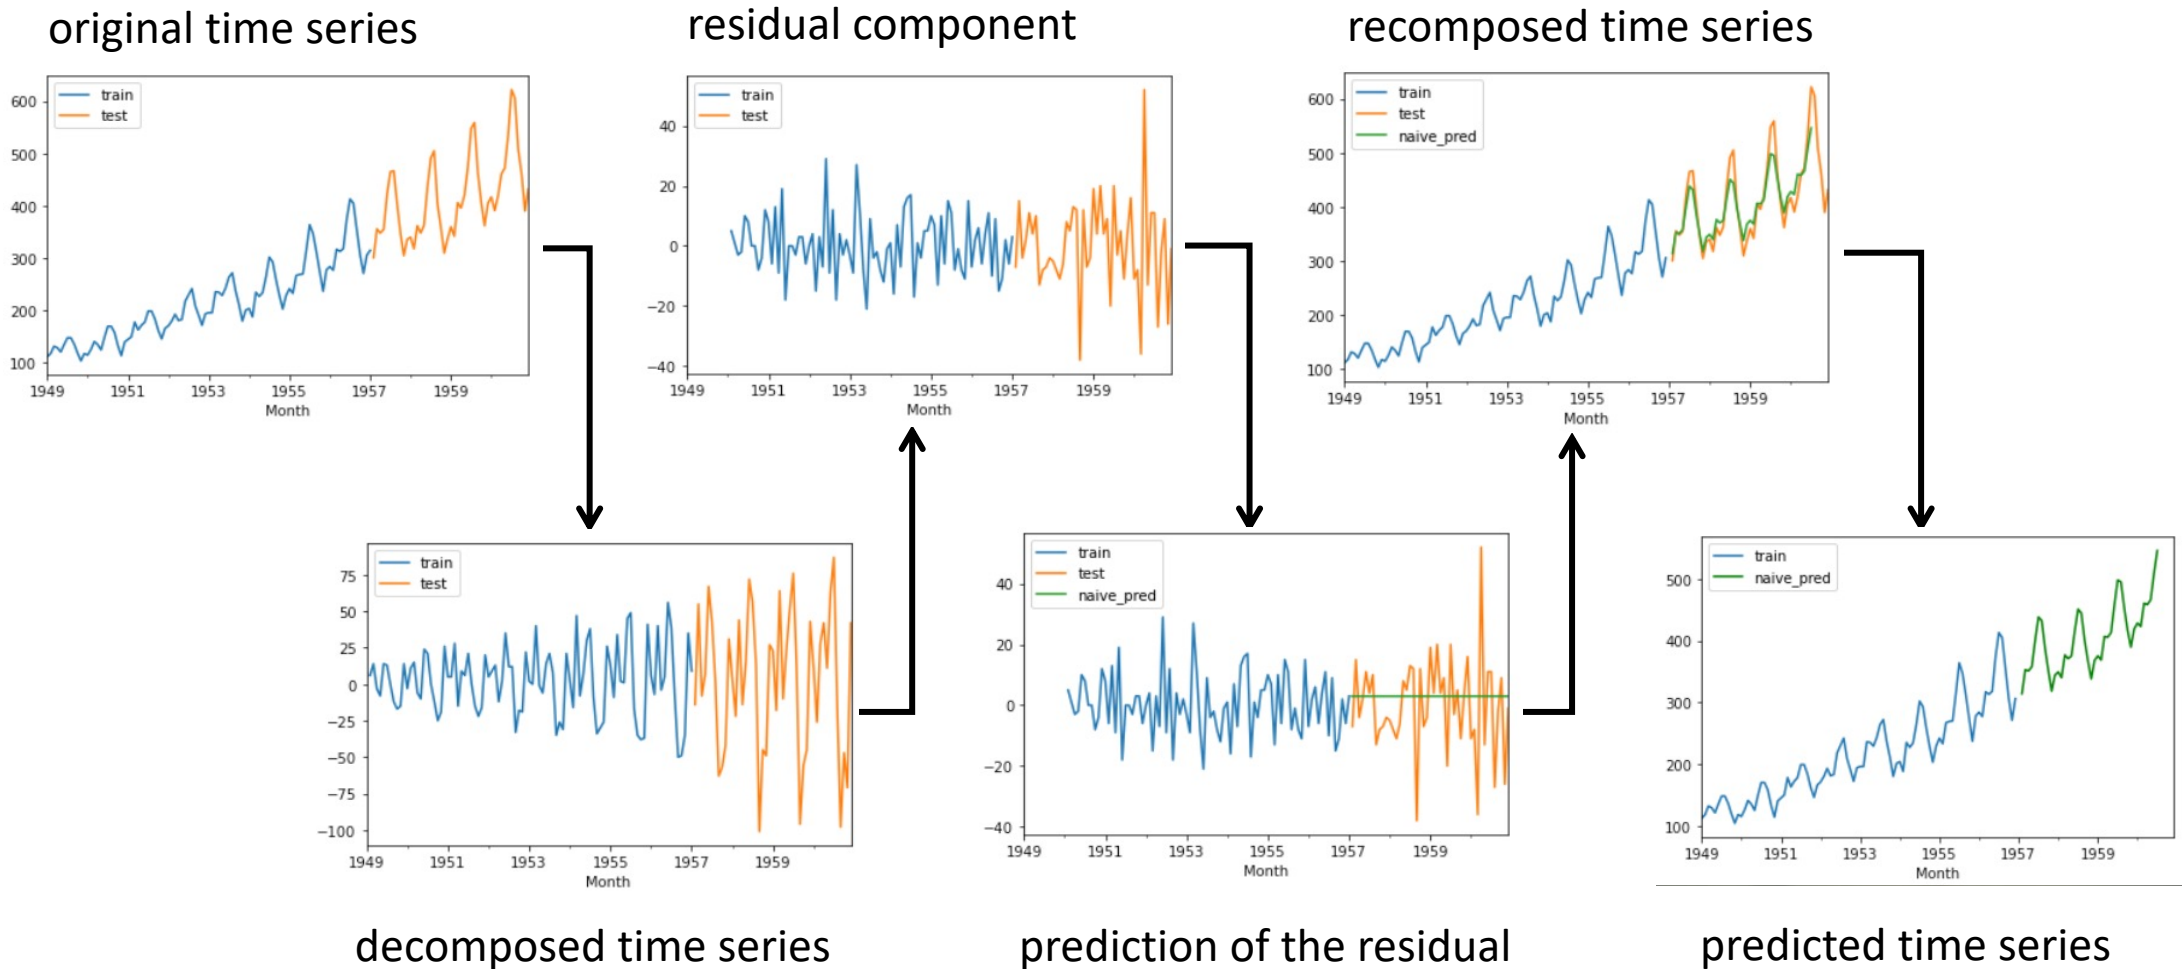 original time series
residual component
recomposed time series
train
test
600
500
400
300
200
100
1949 1951 1953 1955 1957 1959
Month
train
test
40
20
0
−20
−40
1949 1951 1953 1955 1957 1959
Month
train
test
naive_pred
600
500
400
300
200
100
1949 1951 1953 1955 1957 1959
Month
train
test
75
50
25
0
−25
−50
−75
−100
1949 1951 1953 1955 1957 1959
Month
train
test
naive_pred
40
20
0
−20
−40
1949 1951 1953 1955 1957 1959
Month
train
naive_pred
500
400
300
200
100
1949 1951 1953 1955 1957 1959
Month
decomposed time series
prediction of the residual
predicted time series